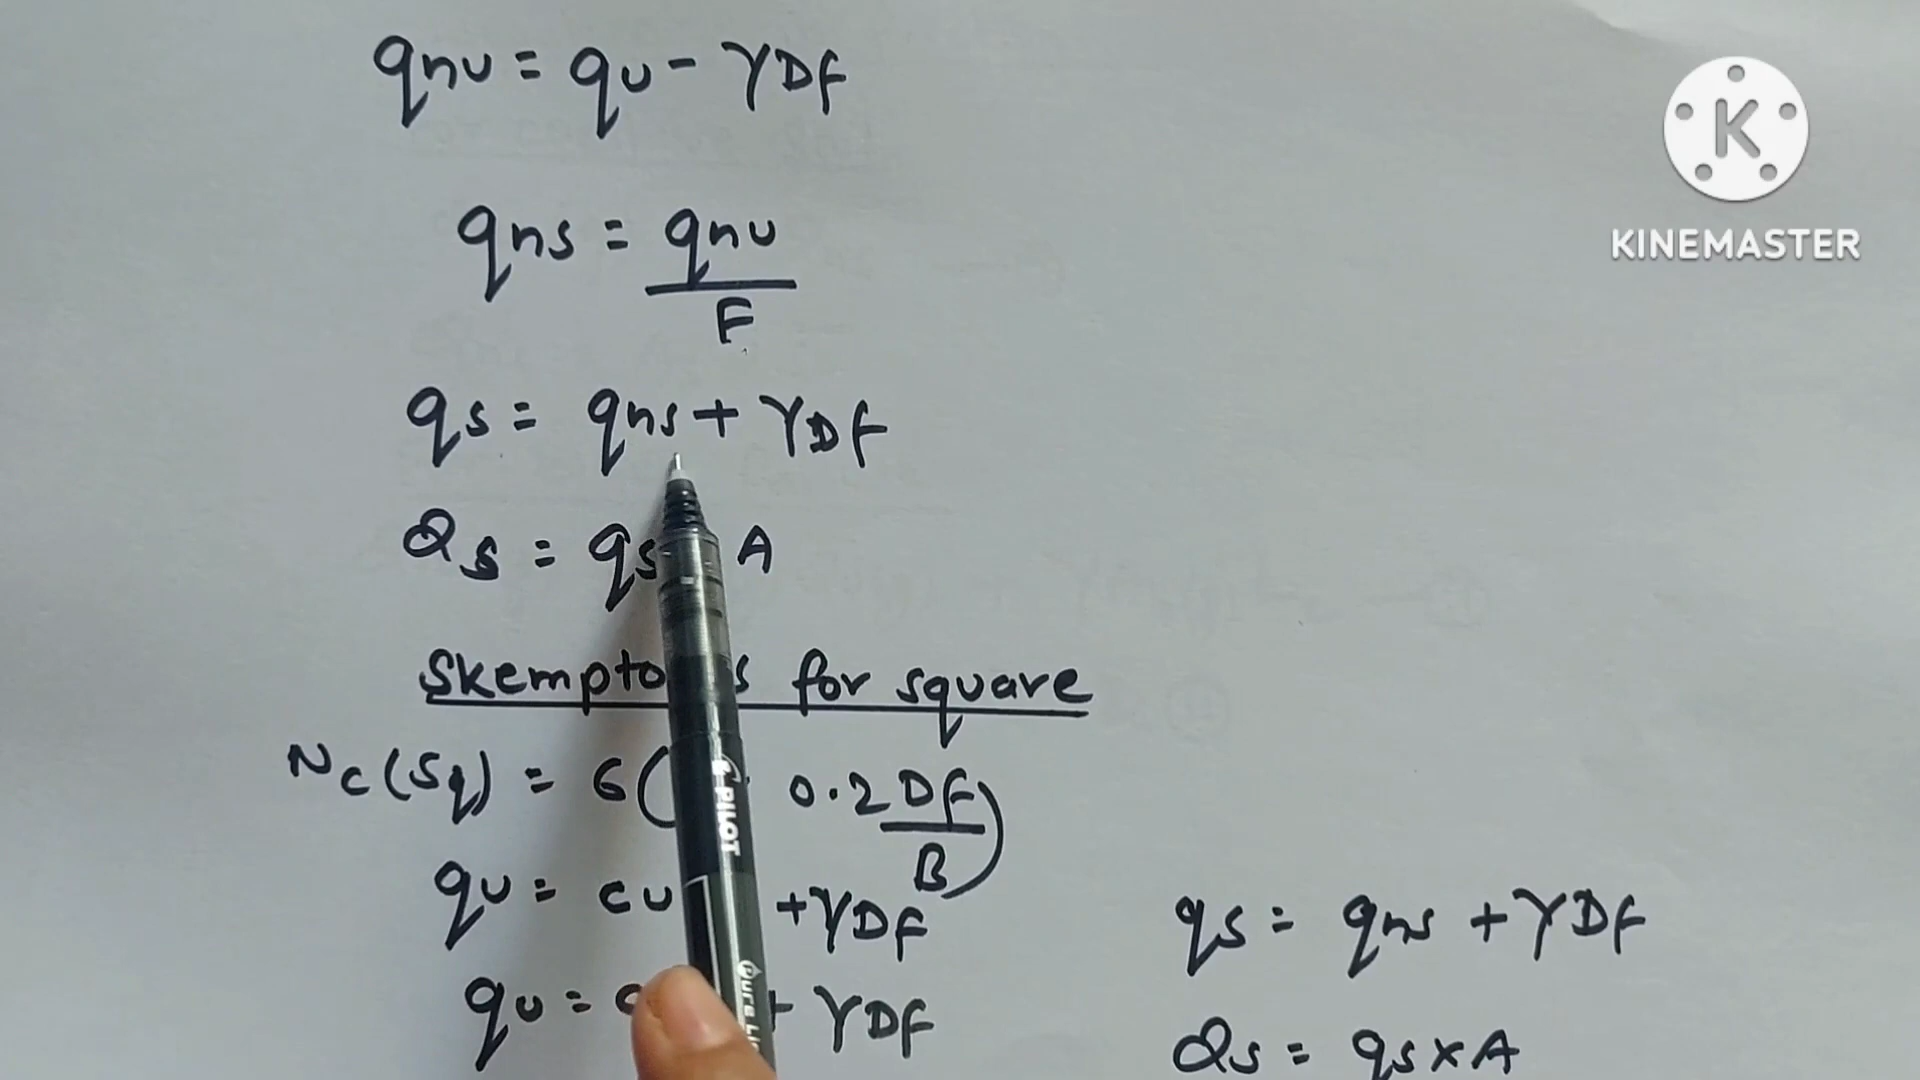 qnu = qu - γDf
qns = qnu
F
qs = qns + γDf
Qs = qs A
for square
Nc(sq) = 6( 0.2 Df
B )
qu = cu + γDf
qu = + γDf
qs = qns + γDf
Qs = qs x A
K
KINEMASTER
PILOT